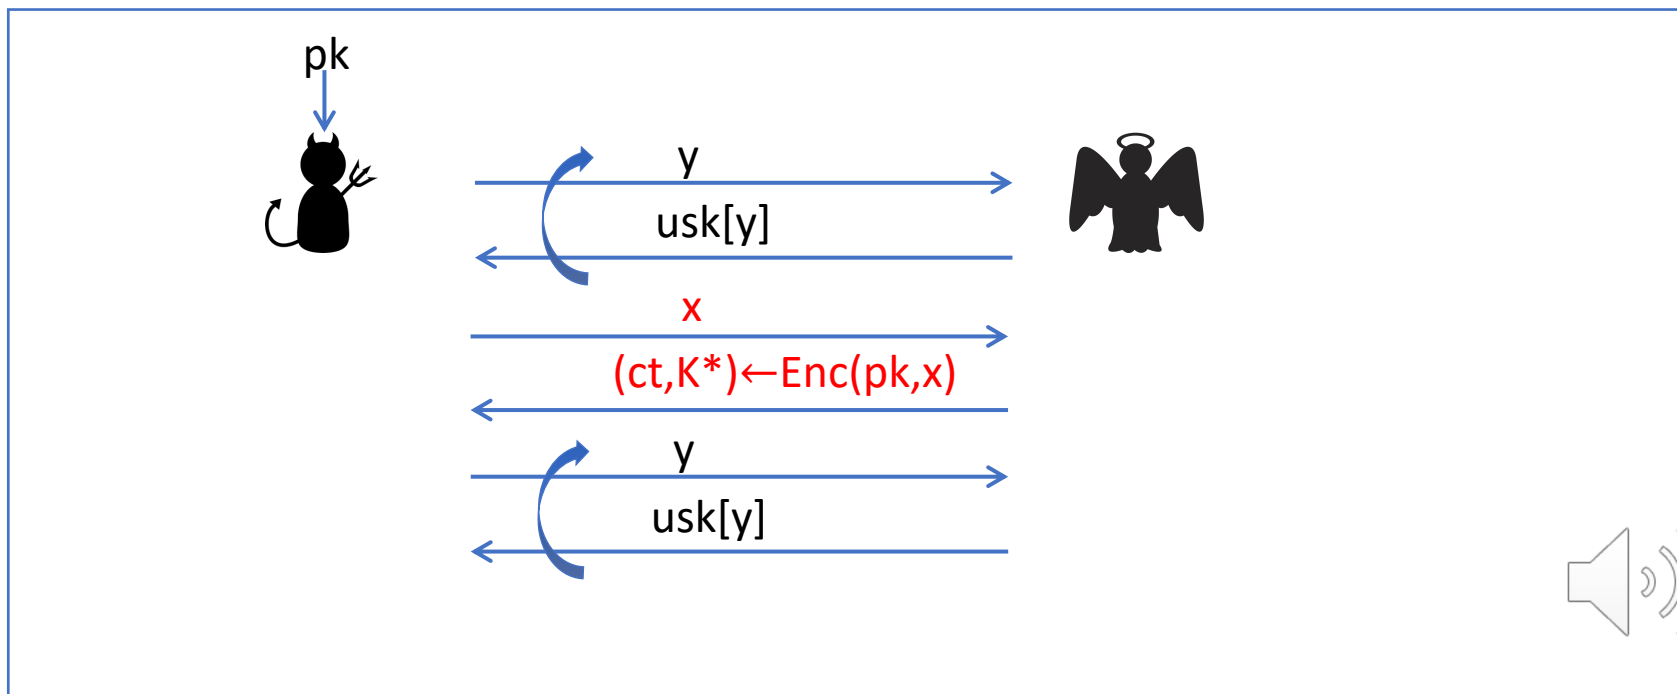 pk
y
usk[y]
x
(ct,K*)←Enc(pk,x)
y
usk[y]